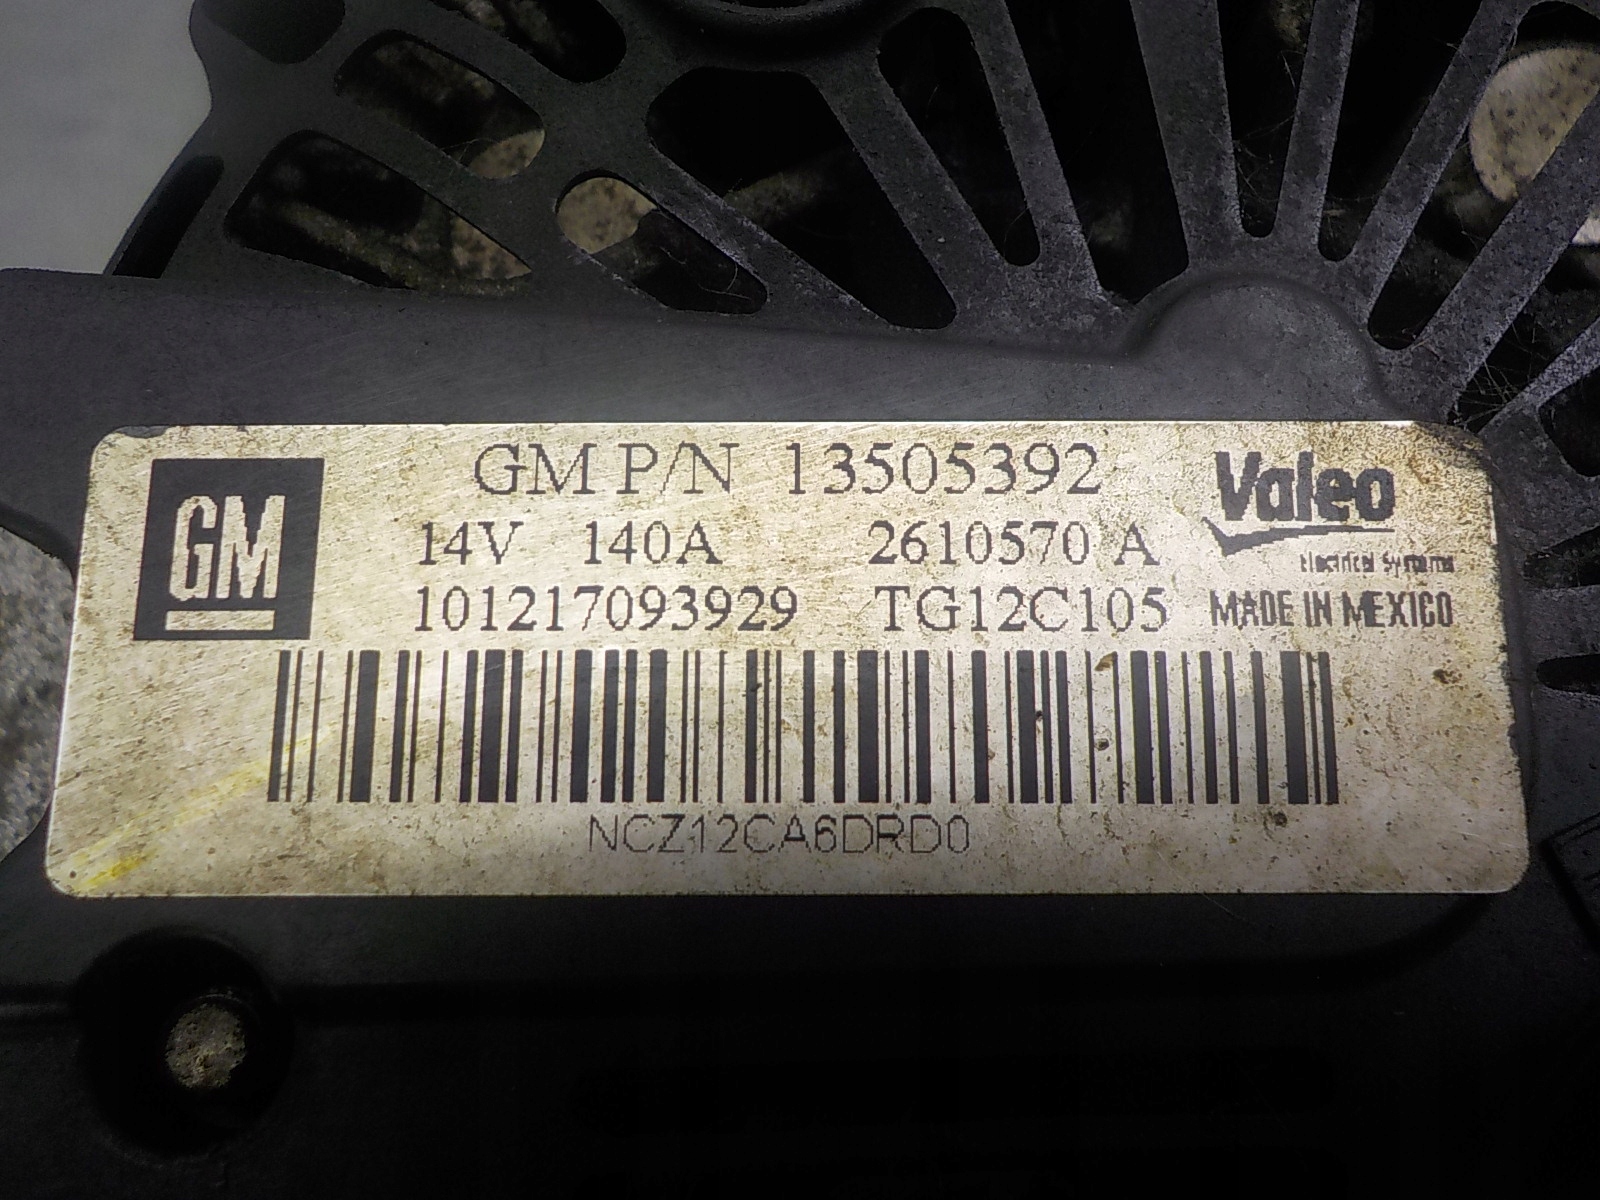 GM
GM P/N 13505392
14V 140A 2610570 A
101217093929 TG12C105
Valeo
Electrical Systems
MADE IN MEXICO
NCZ12CA6DRD0